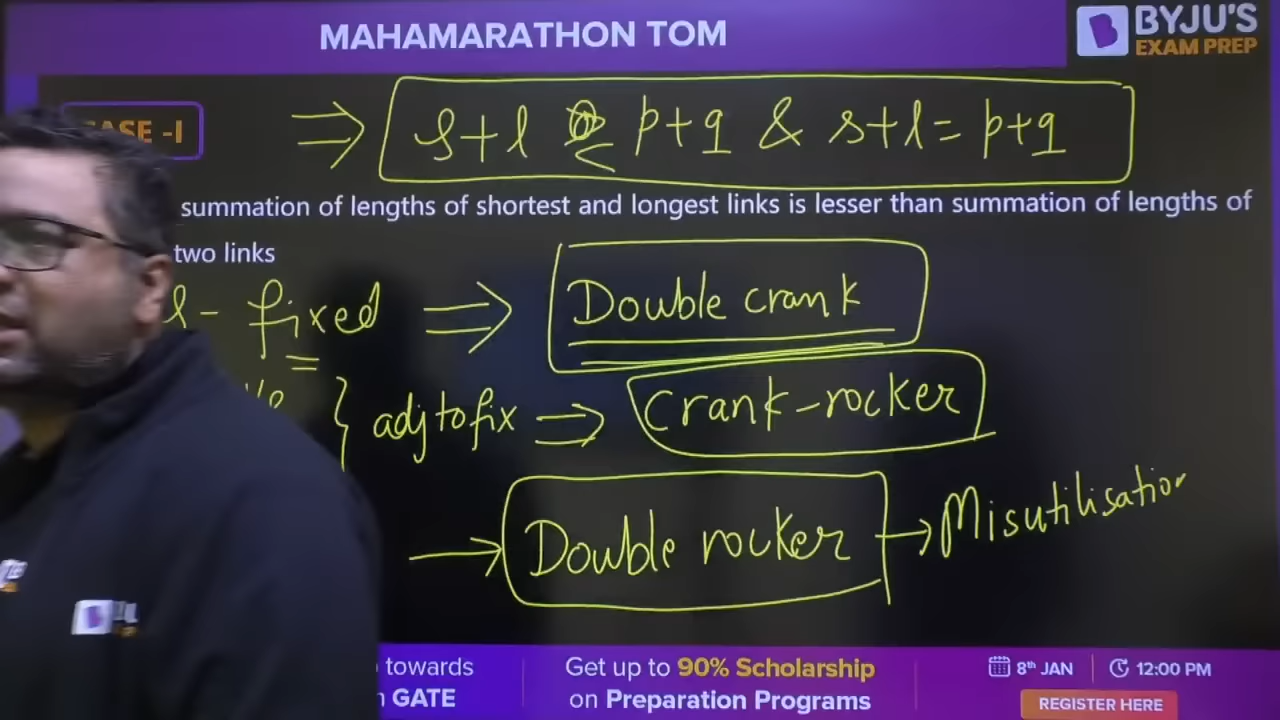 MAHAMARATHON TOM
BYJU'S
EXAM PREP
CASE -I
⇒ s+l < p+q & s+l = p+q
summation of lengths of shortest and longest links is lesser than summation of lengths of
two links
- fixed ⇒ Double crank
} adj to fix ⇒ Crank-rocker
→ Double rocker → Misutilisation
towards
GATE
Get up to 90% Scholarship
on Preparation Programs
8th JAN
12:00 PM
REGISTER HERE